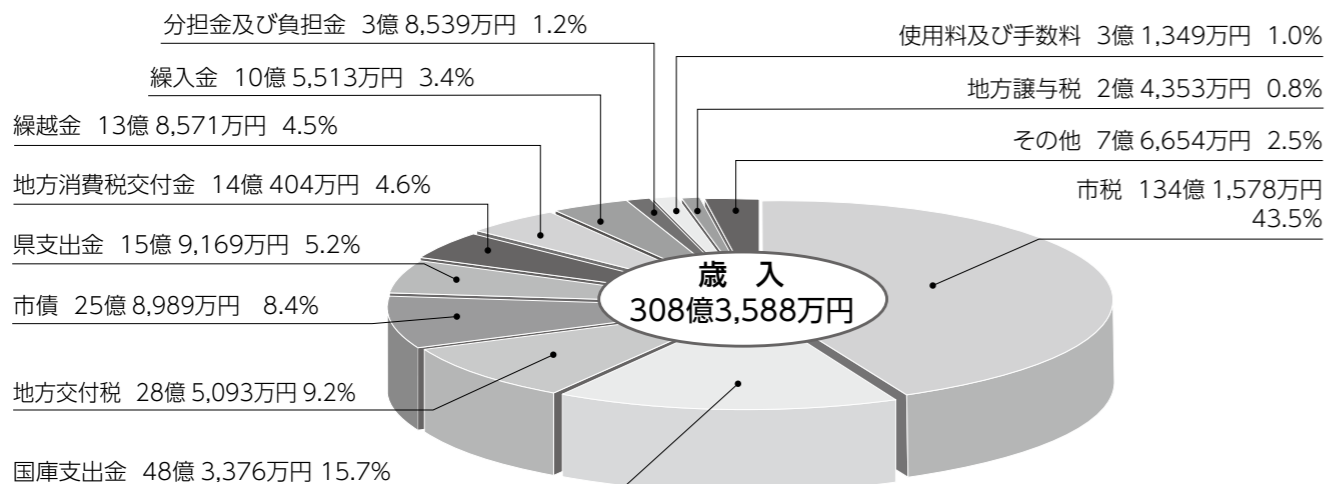 分担金及び負担金 3億 8,539万円 1.2%
繰入金 10億 5,513万円 3.4%
繰越金 13億 8,571万円 4.5%
地方消費税交付金 14億 404万円 4.6%
県支出金 15億 9,169万円 5.2%
市債 25億 8,989万円 8.4%
地方交付税 28億 5,093万円 9.2%
国庫支出金 48億 3,376万円 15.7%
使用料及び手数料 3億 1,349万円 1.0%
地方譲与税 2億 4,353万円 0.8%
その他 7億 6,654万円 2.5%
市税 134億 1,578万円
43.5%
歳 入
308億3,588万円